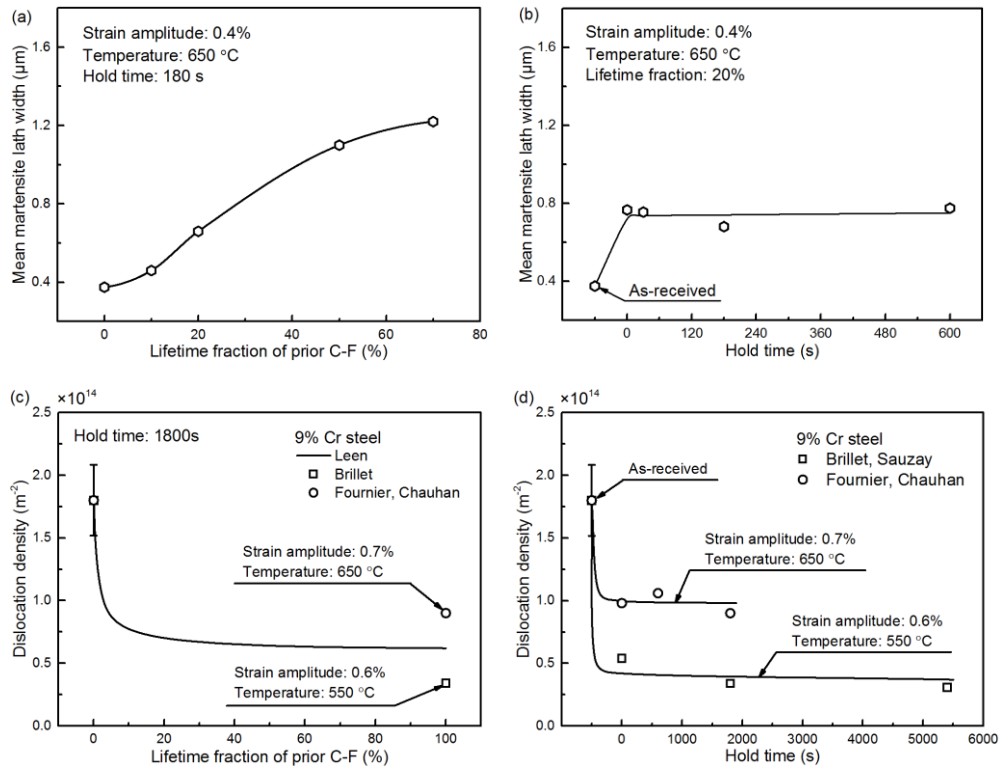 (a)
Strain amplitude: 0.4%
Temperature: 650 °C
Hold time: 180 s
Mean martensite lath width (μm)
1.6
1.2
0.8
0.4
0 20 40 60 80
Lifetime fraction of prior C-F (%)
(b)
Strain amplitude: 0.4%
Temperature: 650 °C
Lifetime fraction: 20%
Mean martensite lath width (μm)
1.6
1.2
0.8
0.4
As-received
0 120 240 360 480 600
Hold time (s)
(c)
×10¹⁴
Hold time: 1800s
9% Cr steel
Leen
Brillet
Fournier, Chauhan
Dislocation density (m⁻²)
2.5
2.0
1.5
1.0
0.5
0.0
Strain amplitude: 0.7%
Temperature: 650 °C
Strain amplitude: 0.6%
Temperature: 550 °C
0 20 40 60 80 100
Lifetime fraction of prior C-F (%)
(d)
×10¹⁴
9% Cr steel
Brillet, Sauzay
Fournier, Chauhan
As-received
Dislocation density (m⁻²)
2.5
2.0
1.5
1.0
0.5
0.0
Strain amplitude: 0.7%
Temperature: 650 °C
Strain amplitude: 0.6%
Temperature: 550 °C
0 1000 2000 3000 4000 5000 6000
Hold time (s)